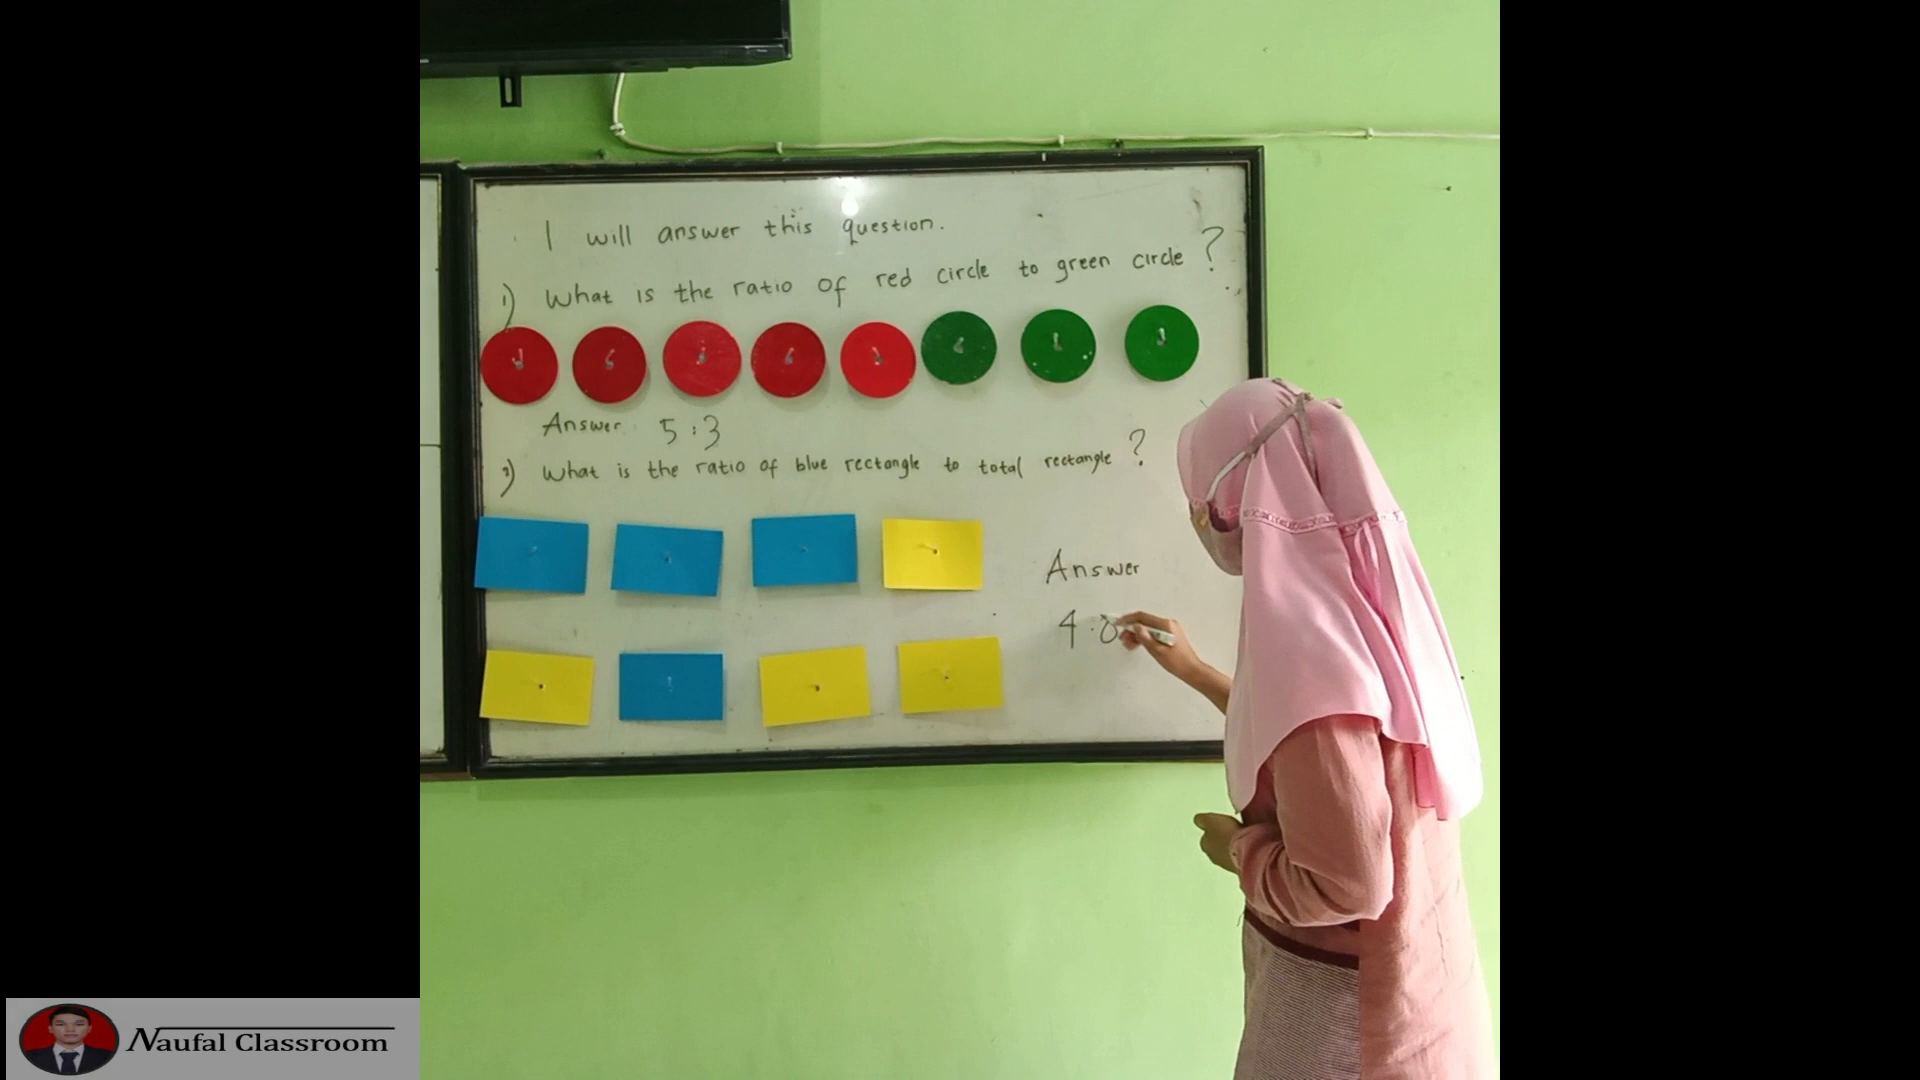 I will answer this question.
1) What is the ratio of red circle to green circle ?
Answer: 5:3
2) What is the ratio of blue rectangle to total rectangle ?
Answer
4:8
Naufal Classroom